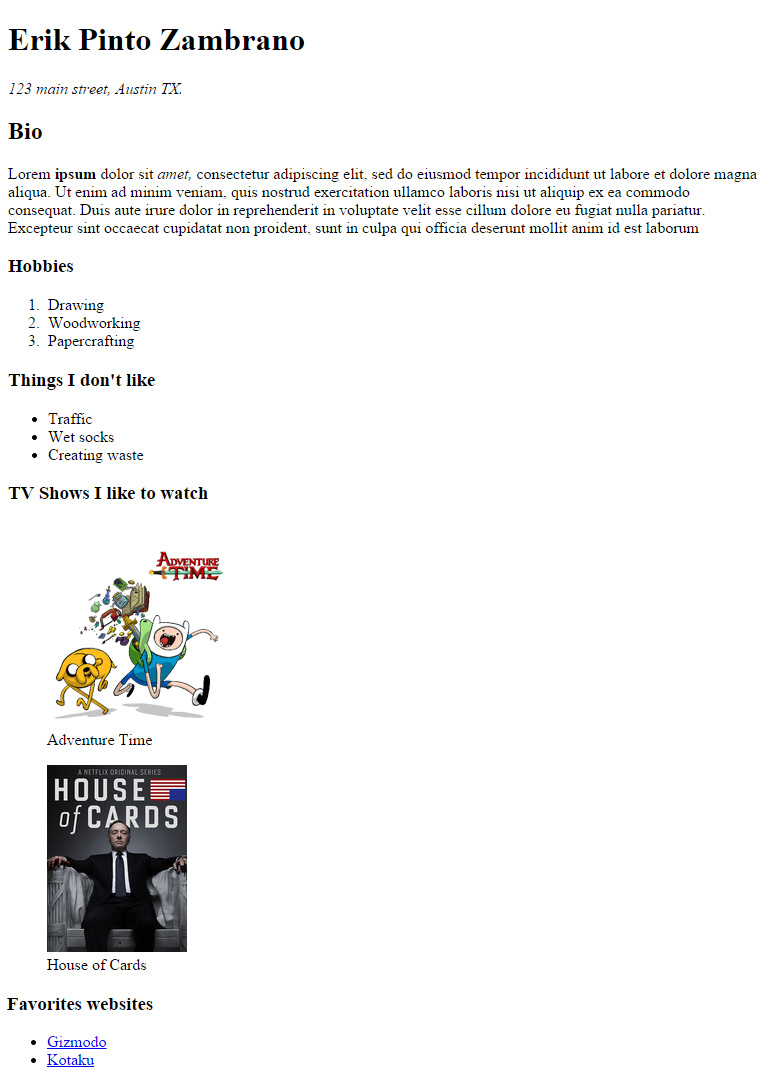 Erik Pinto Zambrano
123 main street, Austin TX.
Bio
Lorem ipsum dolor sit amet, consectetur adipiscing elit, sed do eiusmod tempor incididunt ut labore et dolore magna
aliqua. Ut enim ad minim veniam, quis nostrud exercitation ullamco laboris nisi ut aliquip ex ea commodo
consequat. Duis aute irure dolor in reprehenderit in voluptate velit esse cillum dolore eu fugiat nulla pariatur.
Excepteur sint occaecat cupidatat non proident, sunt in culpa qui officia deserunt mollit anim id est laborum
Hobbies
1. Drawing
2. Woodworking
3. Papercrafting
Things I don't like
• Traffic
• Wet socks
• Creating waste
TV Shows I like to watch
ADVENTURE
TIME
Adventure Time
A NETFLIX ORIGINAL SERIES
HOUSE
of CARDS
House of Cards
Favorites websites
• Gizmodo
• Kotaku